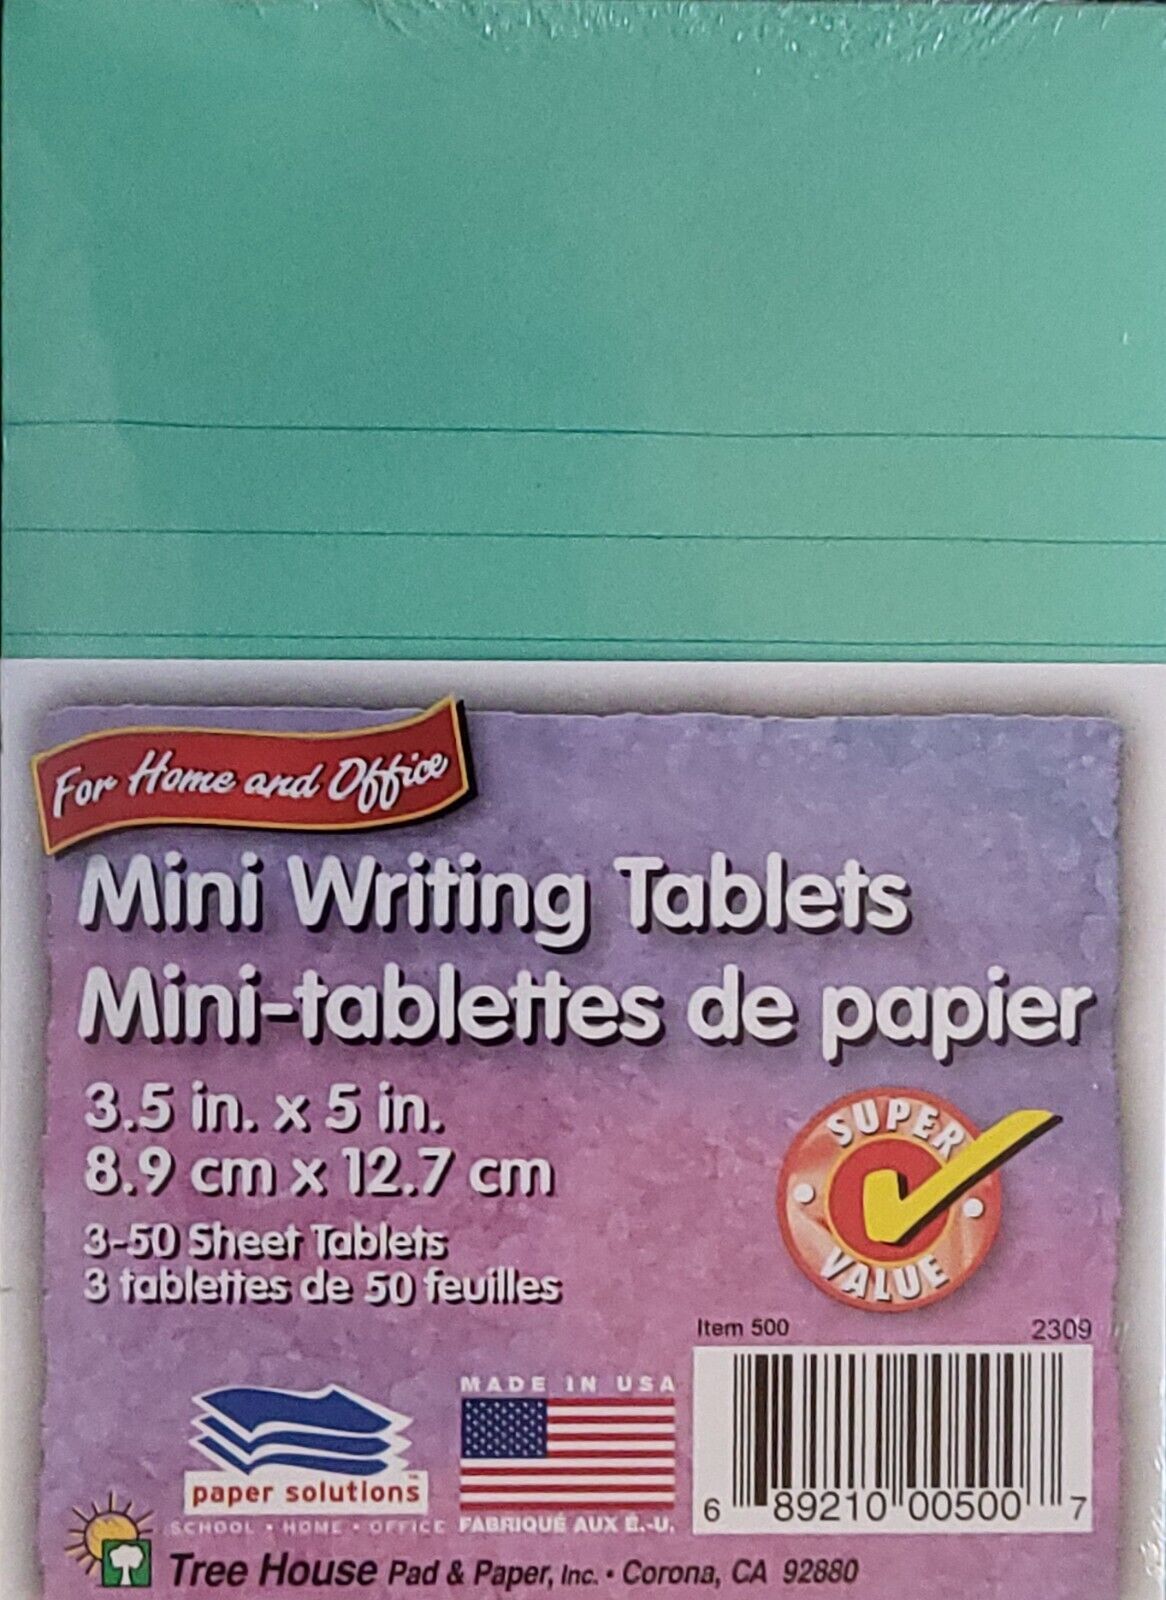 For Home and Office
Mini Writing Tablets
Mini-tablettes de papier
3.5 in. x 5 in.
8.9 cm x 12.7 cm
3-50 Sheet Tablets
3 tablettes de 50 feuilles
SUPER
VALUE
Item 500 2309
MADE IN USA
paper solutions™
SCHOOL • HOME • OFFICE
FABRIQUÉ AUX É.-U.
6 89210 00500 7
Tree House Pad & Paper, Inc. • Corona, CA 92880